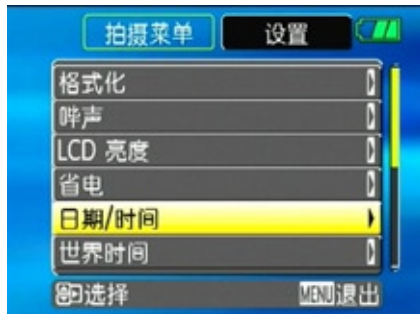 拍摄菜单 设置
格式化
哔声
LCD 亮度
省电
日期/时间
世界时间
选择 MENU退出